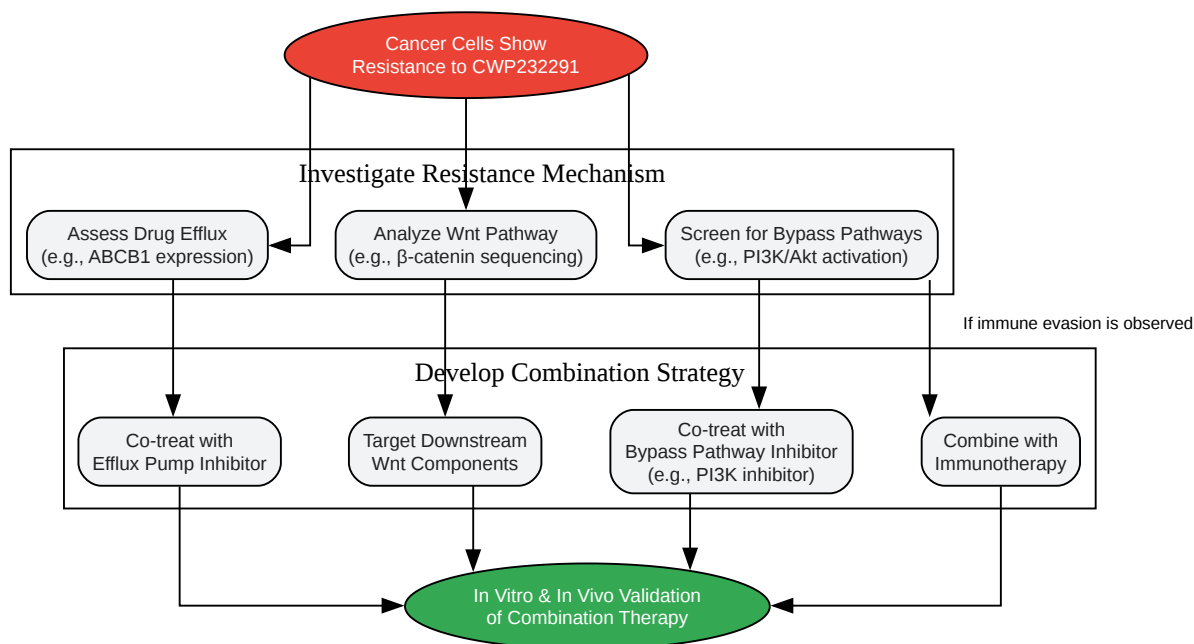 Cancer Cells Show
Resistance to CWP232291
Investigate Resistance Mechanism
Assess Drug Efflux
(e.g., ABCB1 expression)
Analyze Wnt Pathway
(e.g., β-catenin sequencing)
Screen for Bypass Pathways
(e.g., PI3K/Akt activation)
If immune evasion is observed
Develop Combination Strategy
Co-treat with
Efflux Pump Inhibitor
Target Downstream
Wnt Components
Co-treat with
Bypass Pathway Inhibitor
(e.g., PI3K inhibitor)
Combine with
Immunotherapy
In Vitro & In Vivo Validation
of Combination Therapy